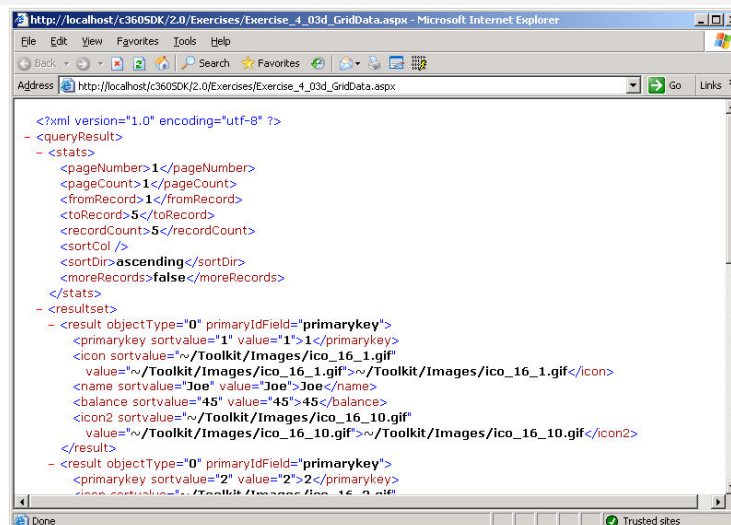 http://localhost/c360SDK/2.0/Exercises/Exercise_4_03d_GridData.aspx - Microsoft Internet Explorer
File Edit View Favorites Tools Help
Back Search Favorites
Address http://localhost/c360SDK/2.0/Exercises/Exercise_4_03d_GridData.aspx Go Links
<?xml version="1.0" encoding="utf-8" ?>
- <queryResult>
- <stats>
<pageNumber>1</pageNumber>
<pageCount>1</pageCount>
<fromRecord>1</fromRecord>
<toRecord>5</toRecord>
<recordCount>5</recordCount>
<sortCol />
<sortDir>ascending</sortDir>
<moreRecords>false</moreRecords>
</stats>
- <resultset>
- <result objectType="0" primaryIdField="primarykey">
<primarykey sortvalue="1" value="1">1</primarykey>
<icon sortvalue="~/Toolkit/Images/ico_16_1.gif"
value="~/Toolkit/Images/ico_16_1.gif">~/Toolkit/Images/ico_16_1.gif</icon>
<name sortvalue="Joe" value="Joe">Joe</name>
<balance sortvalue="45" value="45">45</balance>
<icon2 sortvalue="~/Toolkit/Images/ico_16_10.gif"
value="~/Toolkit/Images/ico_16_10.gif">~/Toolkit/Images/ico_16_10.gif</icon2>
</result>
- <result objectType="0" primaryIdField="primarykey">
<primarykey sortvalue="2" value="2">2</primarykey>
<icon sortvalue="~/Toolkit/Images/ico_16_2.gif"
Done Trusted sites